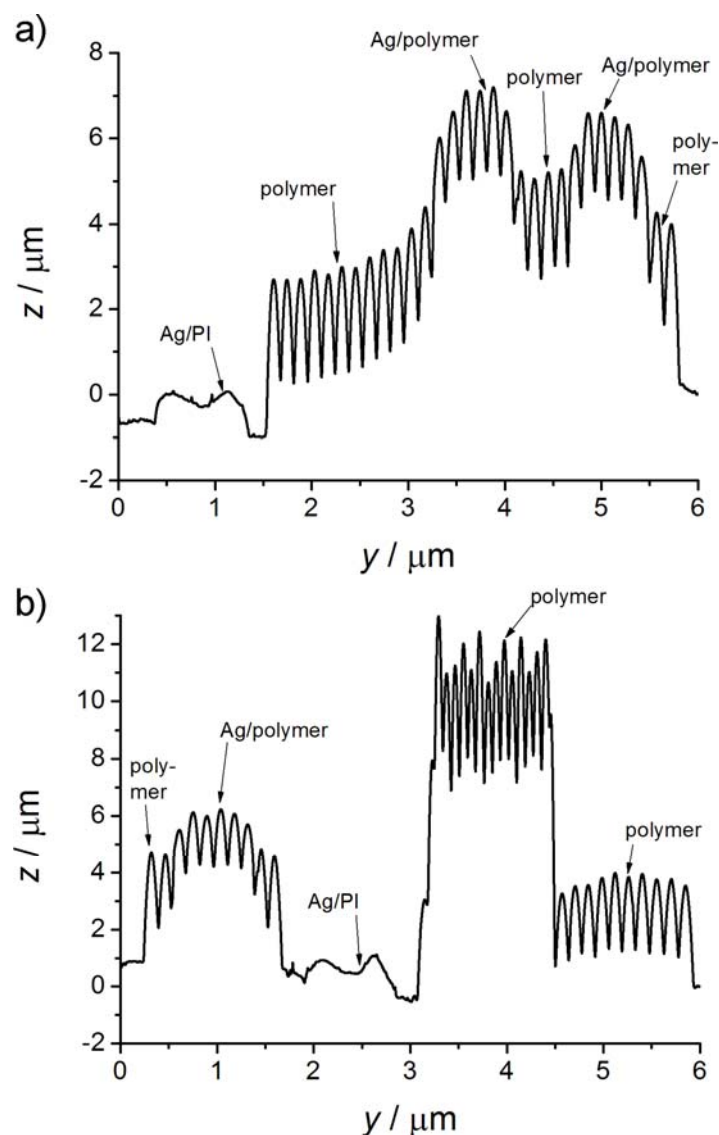 a)
Ag/polymer
polymer
Ag/polymer
poly-
mer
polymer
Ag/PI
8
6
4
2
0
-2
z / μm
0 1 2 3 4 5 6
y / μm
b)
polymer
Ag/polymer
poly-
mer
polymer
Ag/PI
12
10
8
6
4
2
0
-2
z / μm
0 1 2 3 4 5 6
y / μm